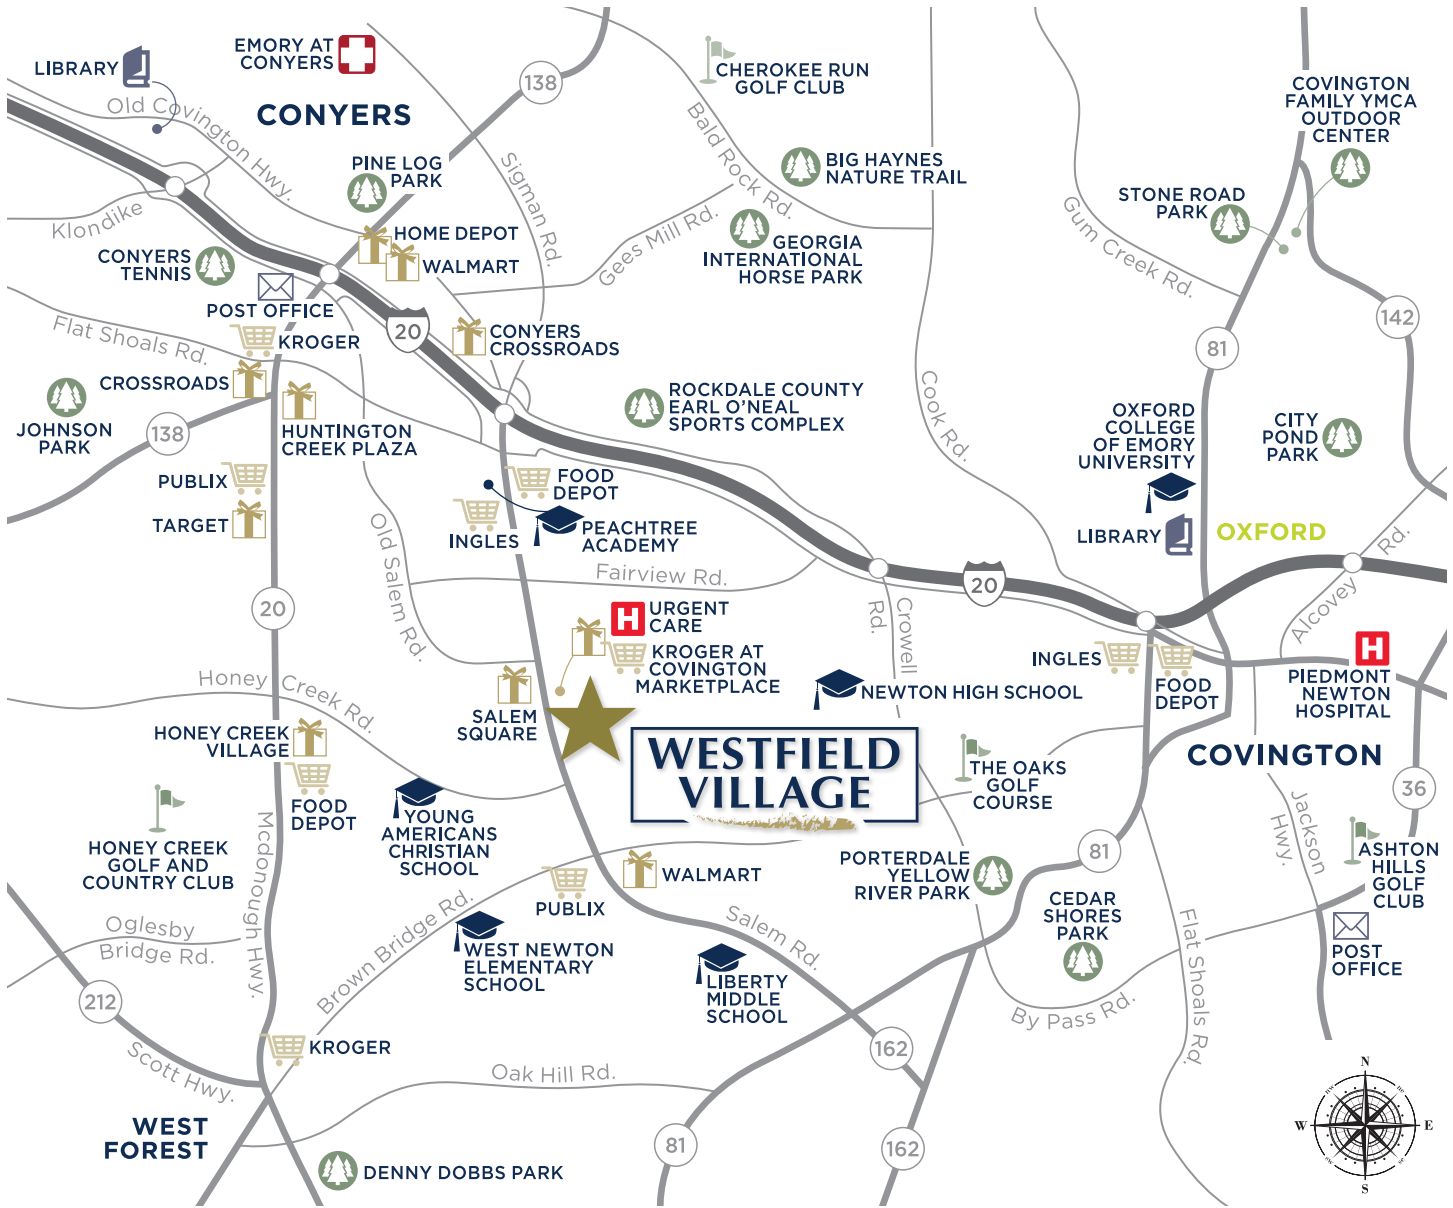 EMORY AT
CONYERS
LIBRARY
Old Covington Hwy.
CONYERS
138
CHEROKEE RUN
GOLF CLUB
COVINGTON
FAMILY YMCA
OUTDOOR
CENTER
PINE LOG
PARK
Sigman Rd.
Bald Rock Rd.
BIG HAYNES
NATURE TRAIL
STONE ROAD
PARK
Klondike
HOME DEPOT
WALMART
Gees Mill Rd.
GEORGIA
INTERNATIONAL
HORSE PARK
Gum Creek Rd.
CONYERS
TENNIS
POST OFFICE
Flat Shoals Rd.
KROGER
20
CONYERS
CROSSROADS
142
81
CROSSROADS
JOHNSON
PARK
138
HUNTINGTON
CREEK PLAZA
ROCKDALE COUNTY
EARL O’NEAL
SPORTS COMPLEX
Cook Rd.
OXFORD
COLLEGE
OF EMORY
UNIVERSITY
CITY
POND
PARK
PUBLIX
TARGET
FOOD
DEPOT
INGLES
PEACHTREE
ACADEMY
LIBRARY
OXFORD
Old Salem Rd.
Fairview Rd.
Crowell
Rd.
20
Alcovey Rd.
20
URGENT
CARE
KROGER AT
COVINGTON
MARKETPLACE
INGLES
FOOD
DEPOT
PIEDMONT
NEWTON
HOSPITAL
Honey Creek Rd.
SALEM
SQUARE
NEWTON HIGH SCHOOL
HONEY CREEK
VILLAGE
WESTFIELD
VILLAGE
COVINGTON
THE OAKS
GOLF
COURSE
FOOD
DEPOT
YOUNG
AMERICANS
CHRISTIAN
SCHOOL
Mcdonough Hwy.
Jackson
Hwy.
36
HONEY CREEK
GOLF AND
COUNTRY CLUB
WALMART
PORTERDALE
YELLOW
RIVER PARK
81
ASHTON
HILLS
GOLF
CLUB
PUBLIX
CEDAR
SHORES
PARK
Oglesby
Bridge Rd.
Brown Bridge Rd.
WEST NEWTON
ELEMENTARY
SCHOOL
Salem Rd.
LIBERTY
MIDDLE
SCHOOL
Flat Shoals Rd.
POST
OFFICE
212
By Pass Rd.
Scott Hwy.
KROGER
162
Oak Hill Rd.
WEST
FOREST
81
162
DENNY DOBBS PARK
N
nw
ne
W
E
sw
se
S